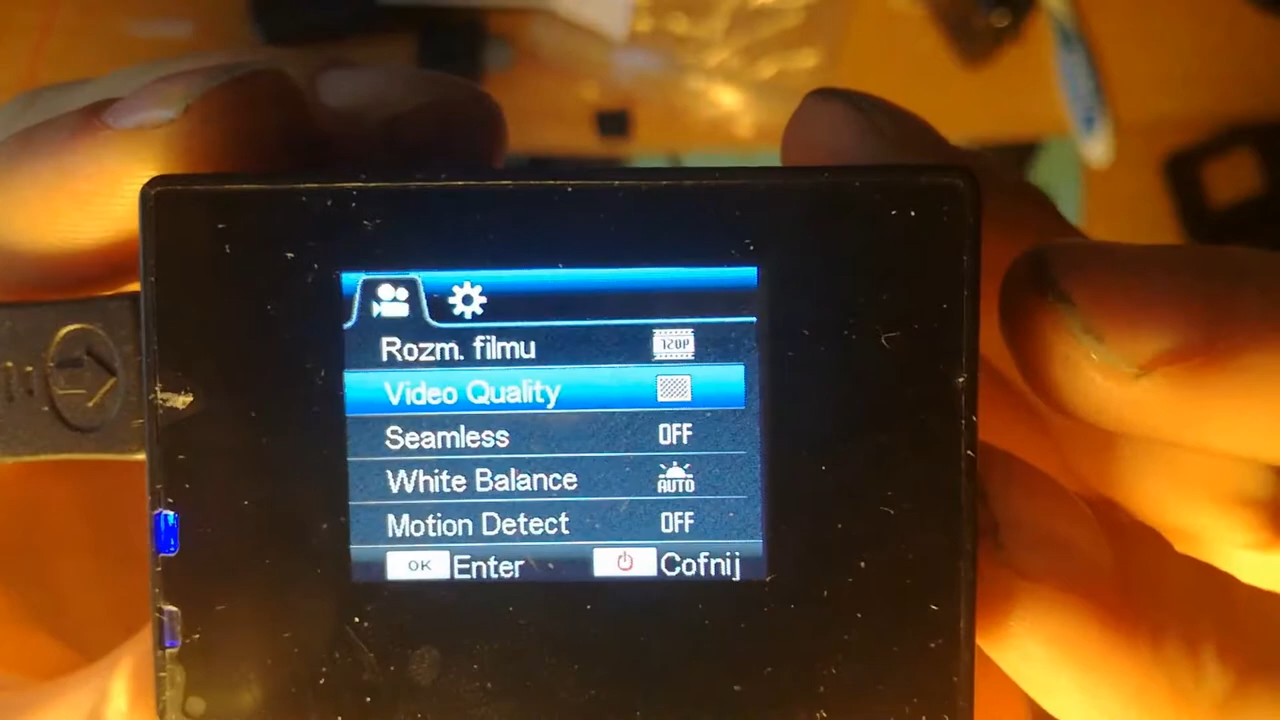 Rozm. filmu 720P
Video Quality
Seamless OFF
White Balance AUTO
Motion Detect OFF
OK Enter Cofnij